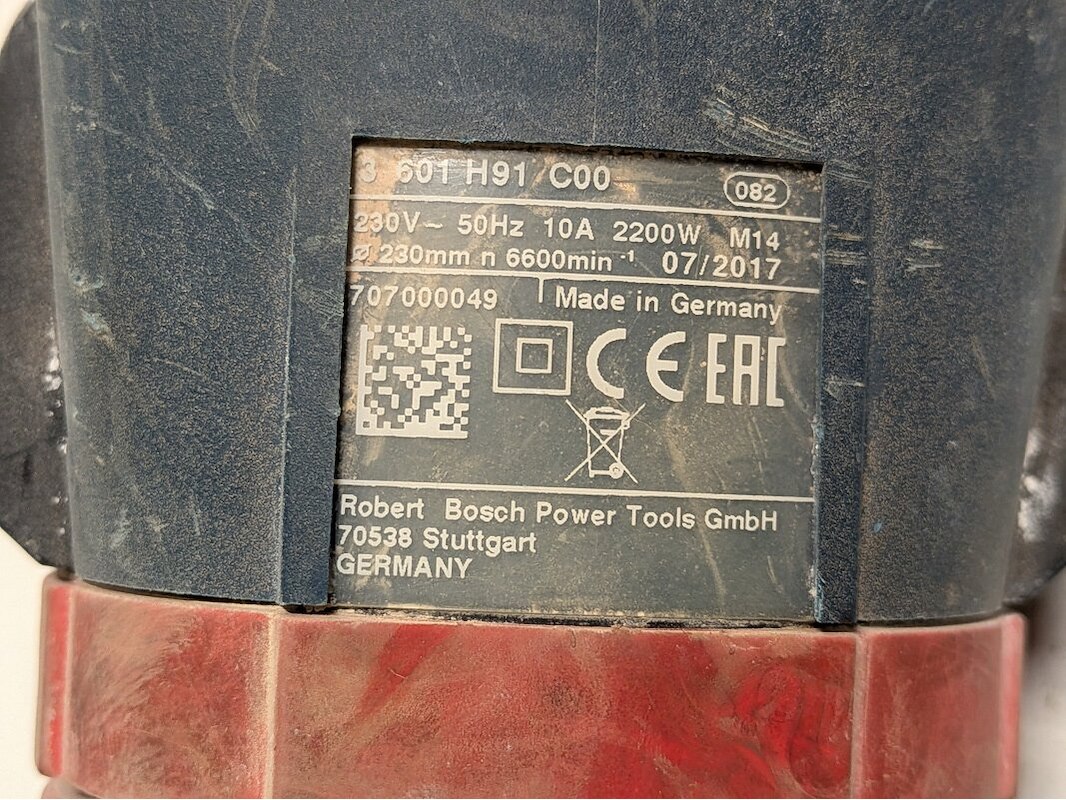 3 601 H91 C00 082
230V~ 50Hz 10A 2200W M14
Ø 230mm n 6600min⁻¹ 07/2017
707000049 Made in Germany
CE EAC
Robert Bosch Power Tools GmbH
70538 Stuttgart
GERMANY